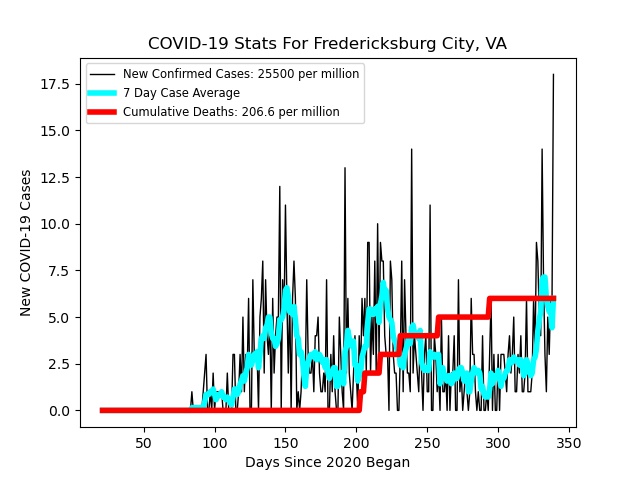 COVID-19 Stats For Fredericksburg City, VA
New Confirmed Cases: 25500 per million
7 Day Case Average
Cumulative Deaths: 206.6 per million
New COVID-19 Cases
17.5
15.0
12.5
10.0
7.5
5.0
2.5
0.0
50 100 150 200 250 300 350
Days Since 2020 Began